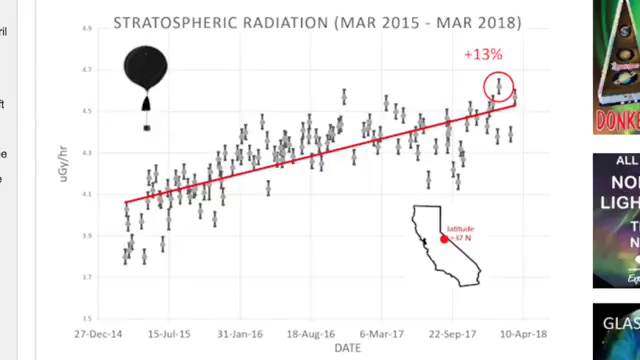 STRATOSPHERIC RADIATION (MAR 2015 - MAR 2018)
+13%
4.9
4.7
4.5
4.3
4.1
3.9
3.7
3.5
uGy/hr
latitude
+37 N
27-Dec-14 15-Jul-15 31-Jan-16 18-Aug-16 6-Mar-17 22-Sep-17 10-Apr-18
DATE
DONKE
ALL
NO
LIGH
T
N
GLAS